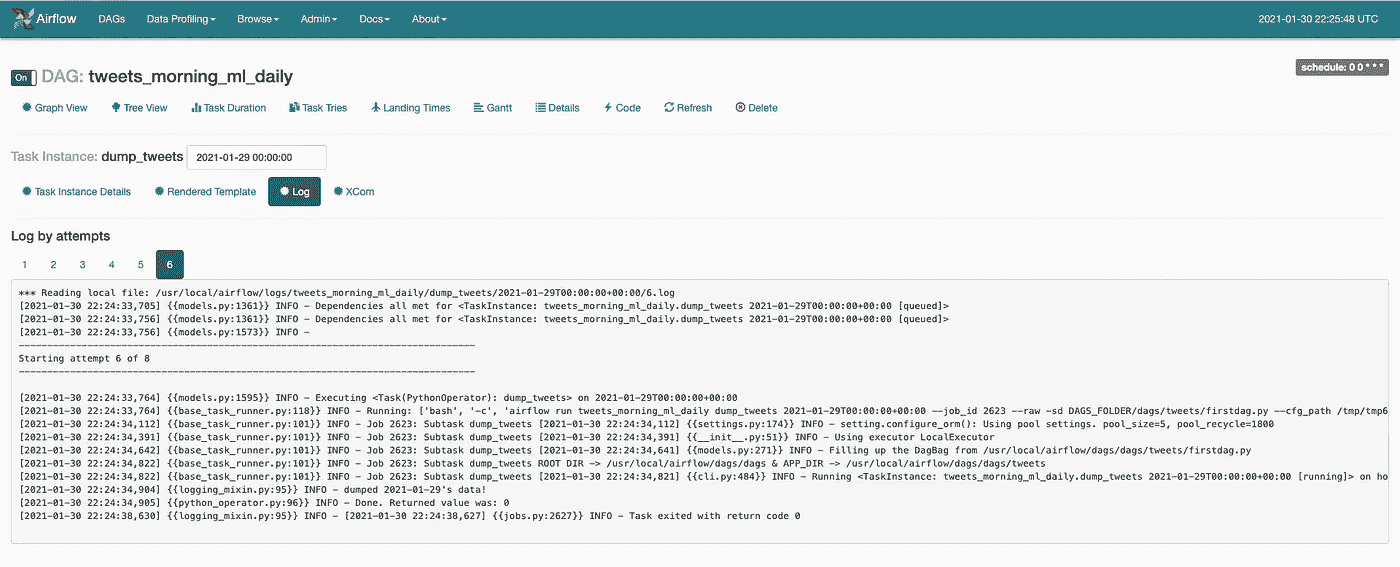 Airflow DAGs Data Profiling Browse Admin Docs About 2021-01-30 22:25:48 UTC
On DAG: tweets_morning_ml_daily schedule: 0 0 * * *
Graph View Tree View Task Duration Task Tries Landing Times Gantt Details Code Refresh Delete
Task Instance: dump_tweets 2021-01-29 00:00:00
Task Instance Details Rendered Template Log XCom
Log by attempts
1 2 3 4 5 6
*** Reading local file: /usr/local/airflow/logs/tweets_morning_ml_daily/dump_tweets/2021-01-29T00:00:00+00:00/6.log
[2021-01-30 22:24:33,705] {{models.py:1361}} INFO - Dependencies all met for <TaskInstance: tweets_morning_ml_daily.dump_tweets 2021-01-29T00:00:00+00:00 [queued]>
[2021-01-30 22:24:33,756] {{models.py:1361}} INFO - Dependencies all met for <TaskInstance: tweets_morning_ml_daily.dump_tweets 2021-01-29T00:00:00+00:00 [queued]>
[2021-01-30 22:24:33,756] {{models.py:1573}} INFO -
--------------------------------------------------------------------------------
Starting attempt 6 of 8
--------------------------------------------------------------------------------
[2021-01-30 22:24:33,764] {{models.py:1595}} INFO - Executing <Task(PythonOperator): dump_tweets> on 2021-01-29T00:00:00+00:00
[2021-01-30 22:24:33,764] {{base_task_runner.py:118}} INFO - Running: ['bash', '-c', 'airflow run tweets_morning_ml_daily dump_tweets 2021-01-29T00:00:00+00:00 --job_id 2623 --raw -sd DAGS_FOLDER/dags/tweets/firstdag.py --cfg_path /tmp/tmp6
[2021-01-30 22:24:34,112] {{base_task_runner.py:101}} INFO - Job 2623: Subtask dump_tweets [2021-01-30 22:24:34,112] {{settings.py:174}} INFO - setting.configure_orm(): Using pool settings. pool_size=5, pool_recycle=1800
[2021-01-30 22:24:34,391] {{base_task_runner.py:101}} INFO - Job 2623: Subtask dump_tweets [2021-01-30 22:24:34,391] {{__init__.py:51}} INFO - Using executor LocalExecutor
[2021-01-30 22:24:34,642] {{base_task_runner.py:101}} INFO - Job 2623: Subtask dump_tweets [2021-01-30 22:24:34,641] {{models.py:271}} INFO - Filling up the DagBag from /usr/local/airflow/dags/dags/tweets/firstdag.py
[2021-01-30 22:24:34,822] {{base_task_runner.py:101}} INFO - Job 2623: Subtask dump_tweets ROOT DIR -> /usr/local/airflow/dags/dags & APP_DIR -> /usr/local/airflow/dags/dags/tweets
[2021-01-30 22:24:34,822] {{base_task_runner.py:101}} INFO - Job 2623: Subtask dump_tweets [2021-01-30 22:24:34,821] {{cli.py:484}} INFO - Running <TaskInstance: tweets_morning_ml_daily.dump_tweets 2021-01-29T00:00:00+00:00 [running]> on ho
[2021-01-30 22:24:34,904] {{logging_mixin.py:95}} INFO - dumped 2021-01-29's data!
[2021-01-30 22:24:34,905] {{python_operator.py:96}} INFO - Done. Returned value was: 0
[2021-01-30 22:24:38,630] {{logging_mixin.py:95}} INFO - [2021-01-30 22:24:38,627] {{jobs.py:2627}} INFO - Task exited with return code 0